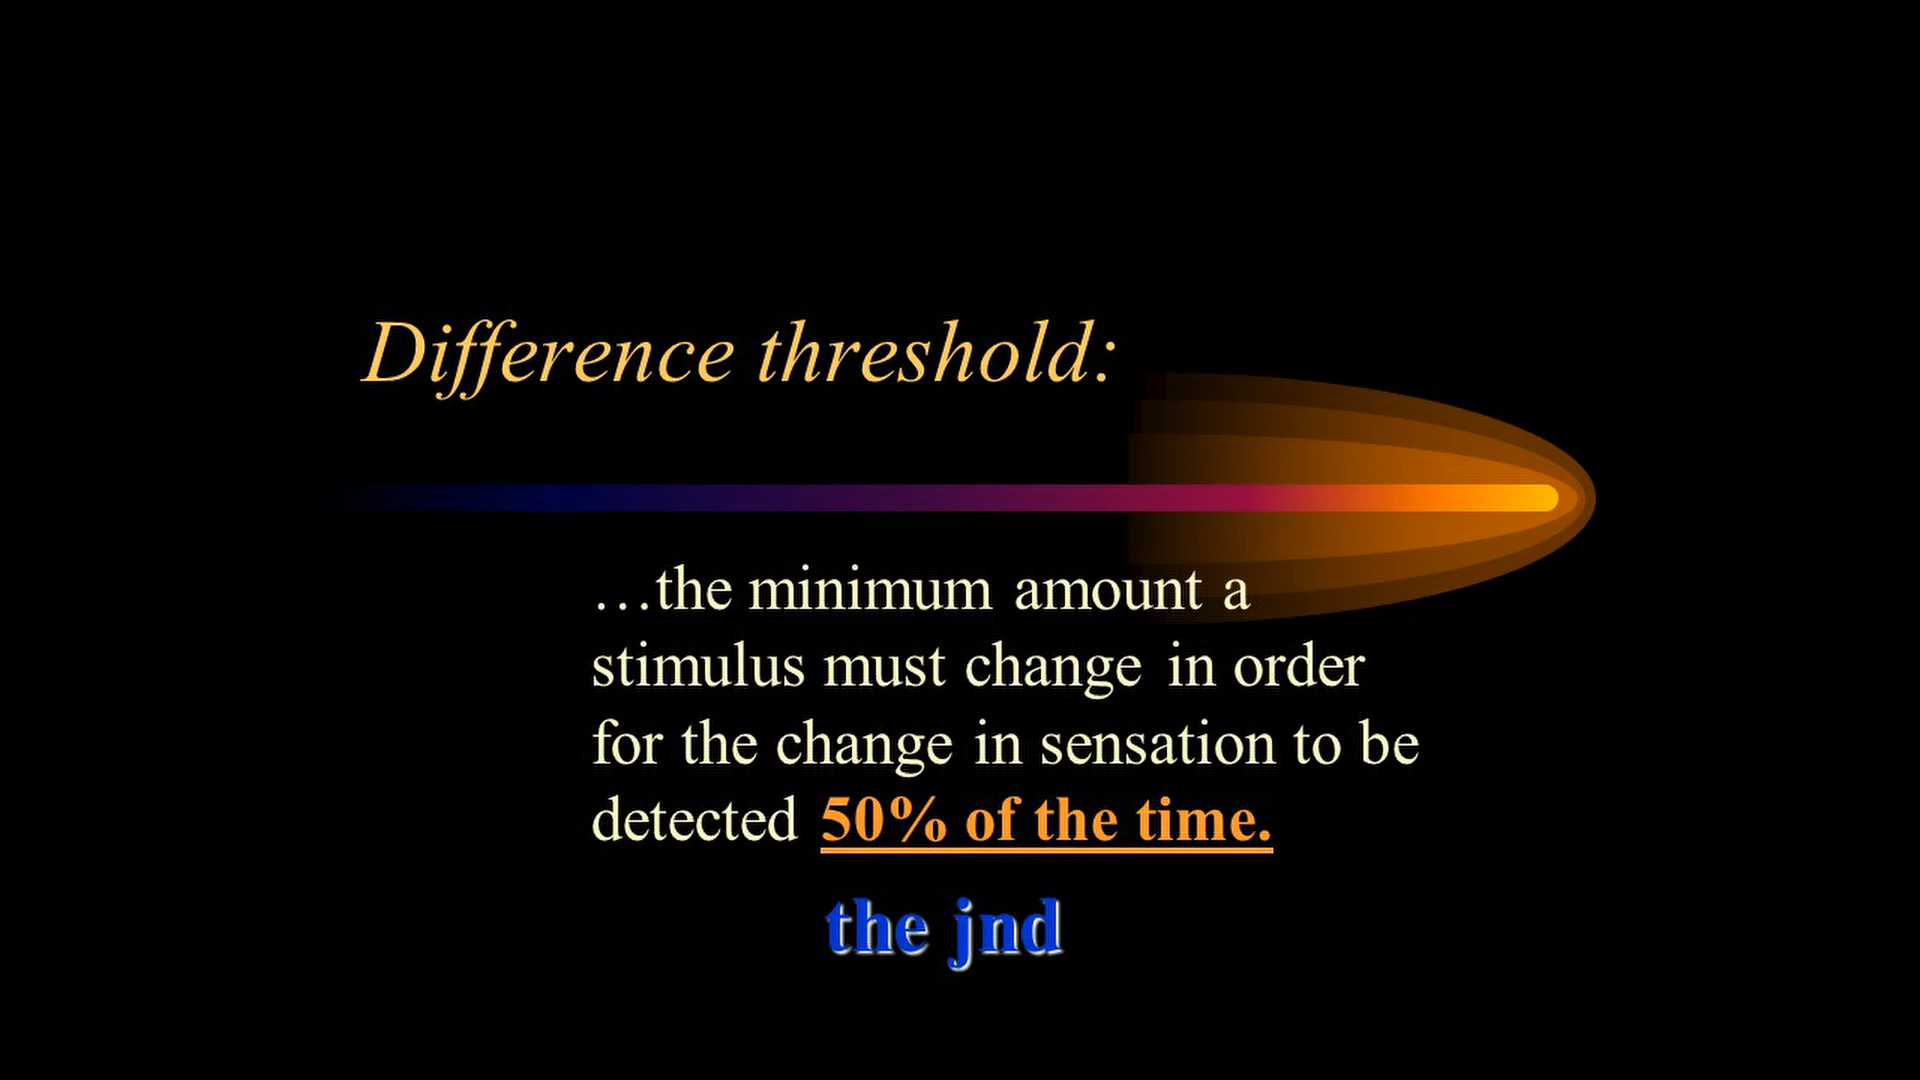 Difference threshold:
…the minimum amount a
stimulus must change in order
for the change in sensation to be
detected 50% of the time.
the jnd